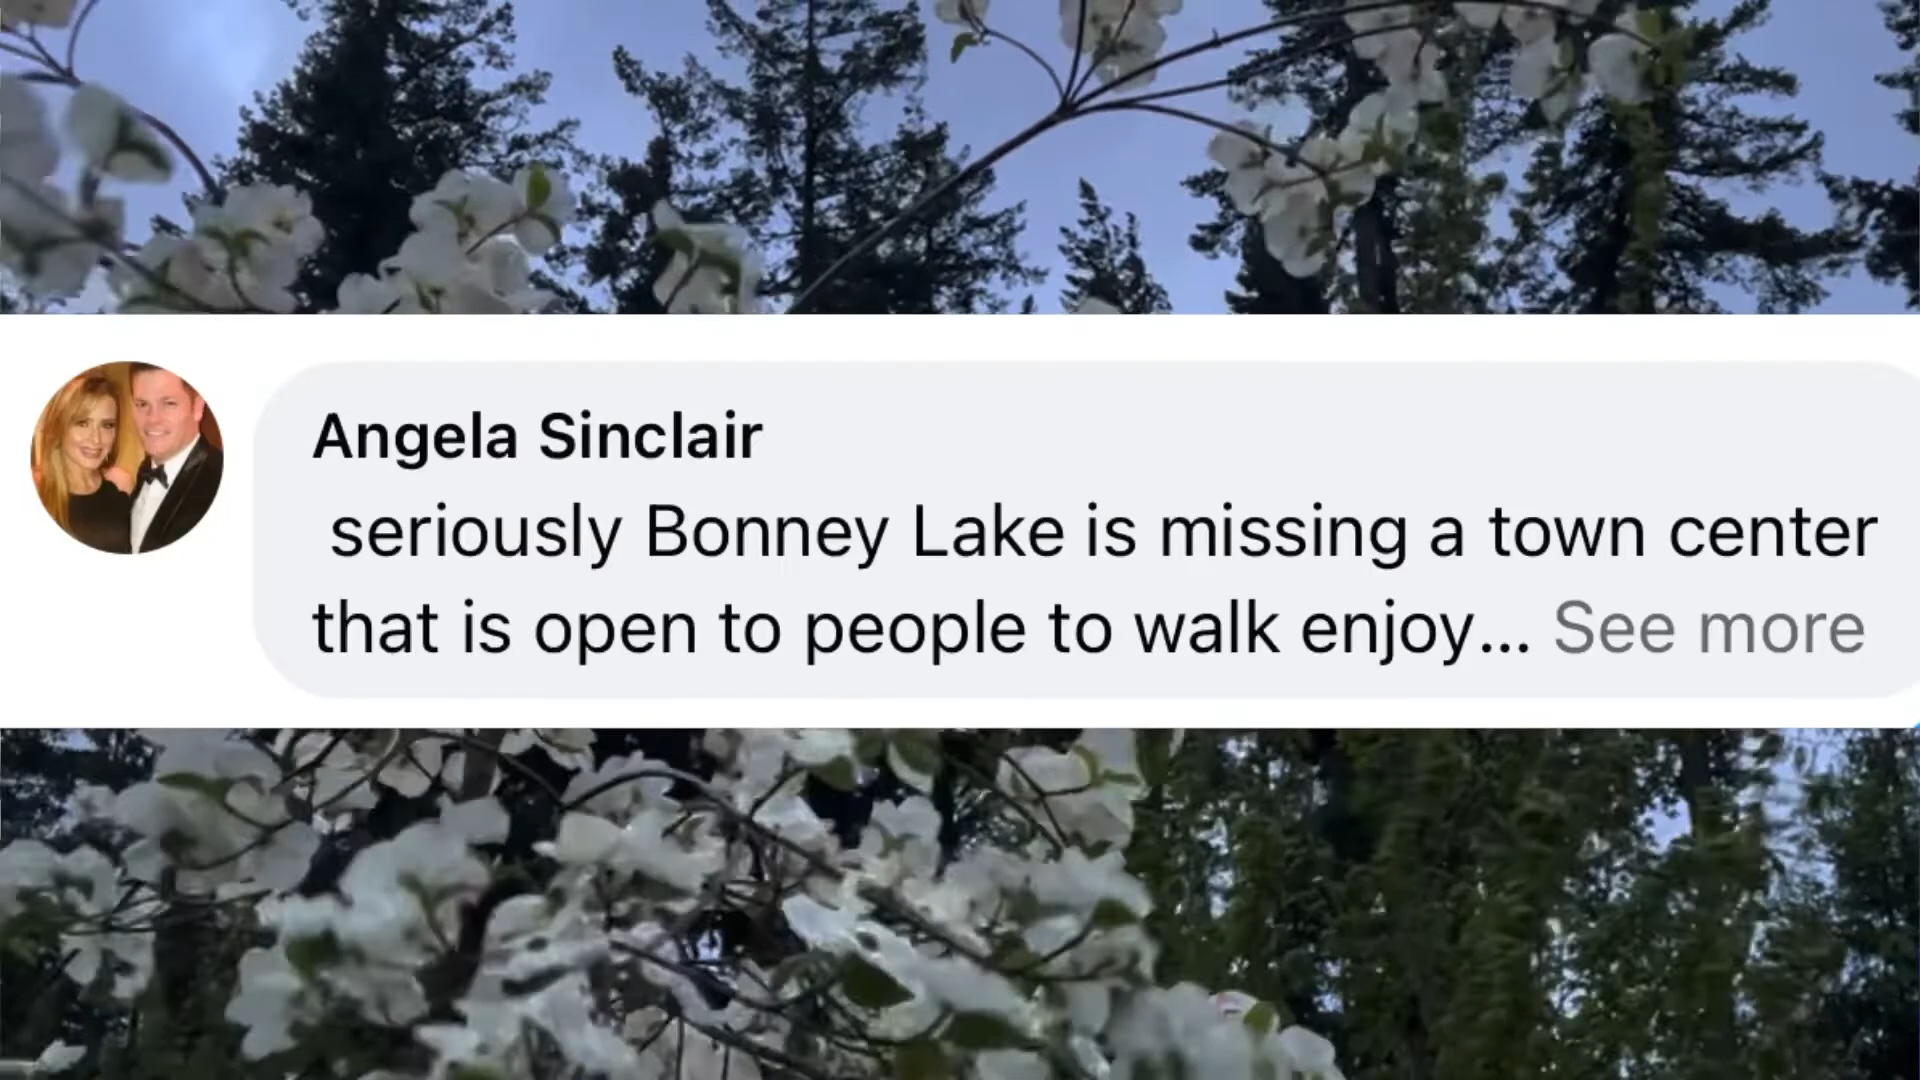 Angela Sinclair
seriously Bonney Lake is missing a town center
that is open to people to walk enjoy... See more